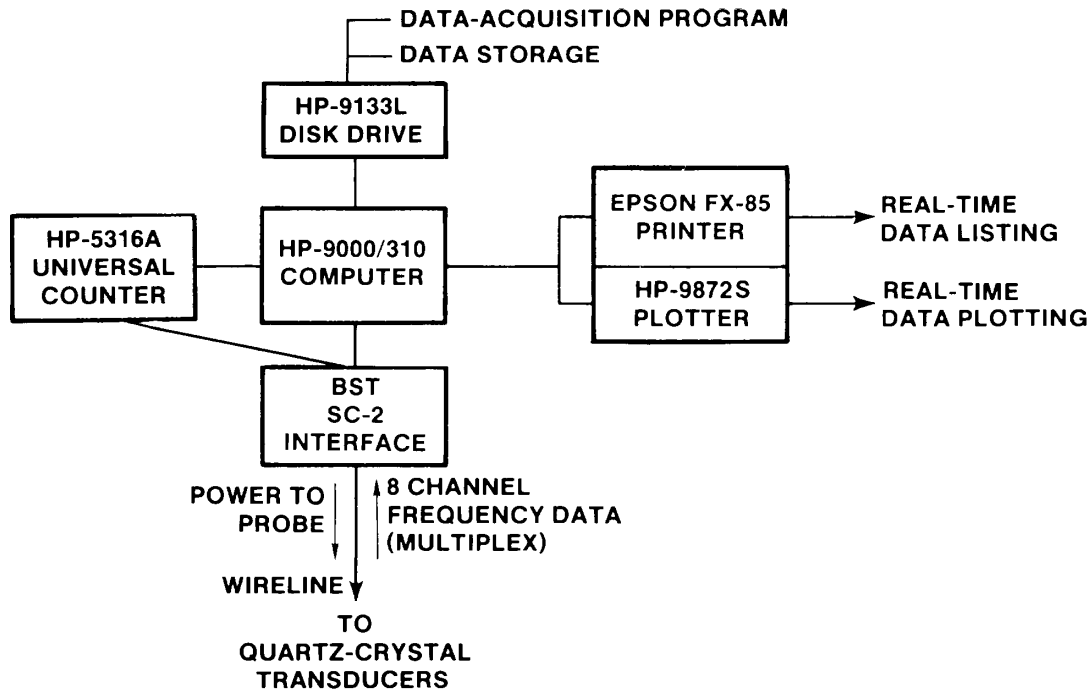 DATA-ACQUISITION PROGRAM
DATA STORAGE
HP-9133L
DISK DRIVE
HP-5316A
UNIVERSAL
COUNTER
HP-9000/310
COMPUTER
EPSON FX-85
PRINTER
REAL-TIME
DATA LISTING
HP-9872S
PLOTTER
REAL-TIME
DATA PLOTTING
BST
SC-2
INTERFACE
POWER TO
PROBE
8 CHANNEL
FREQUENCY DATA
(MULTIPLEX)
WIRELINE
TO
QUARTZ-CRYSTAL
TRANSDUCERS